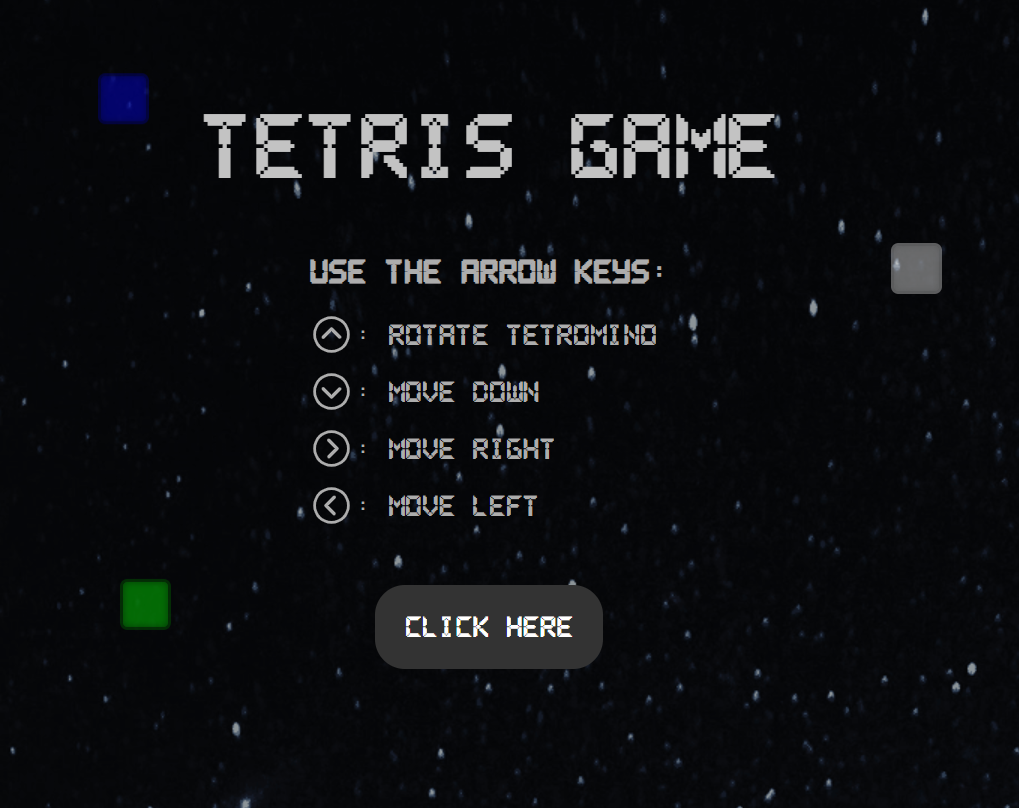 TETRIS GAME
USE THE ARROW KEYS:
: ROTATE TETROMINO
: MOVE DOWN
: MOVE RIGHT
: MOVE LEFT
CLICK HERE